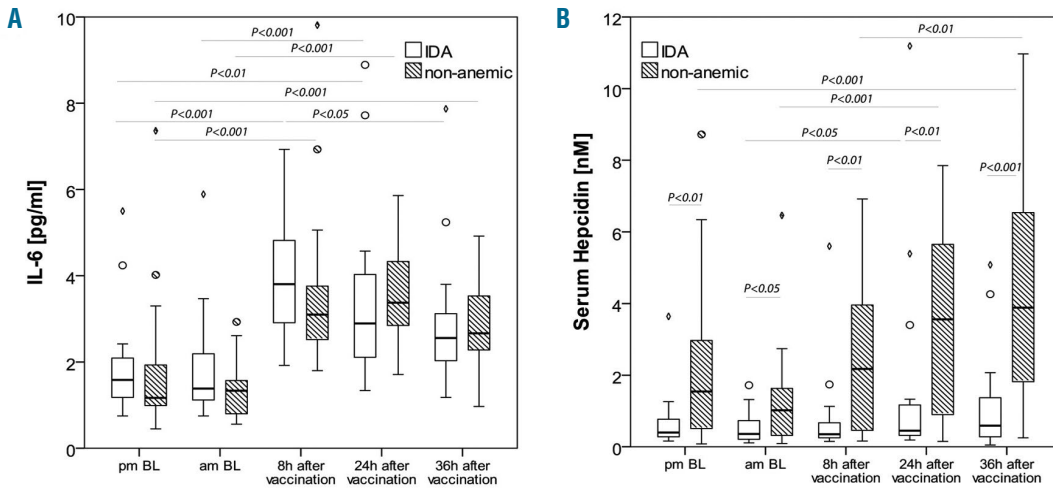 A
10
8
6
4
2
0
IL-6 [pg/ml]
IDA
non-anemic
P<0.001
P<0.001
P<0.01
P<0.001
P<0.001
P<0.05
P<0.001
pm BL
am BL
8h after
vaccination
24h after
vaccination
36h after
vaccination
B
12
10
8
6
4
2
0
Serum Hepcidin [nM]
IDA
non-anemic
P<0.01
P<0.001
P<0.001
P<0.05
P<0.01
P<0.01
P<0.001
P<0.01
P<0.05
pm BL
am BL
8h after
vaccination
24h after
vaccination
36h after
vaccination